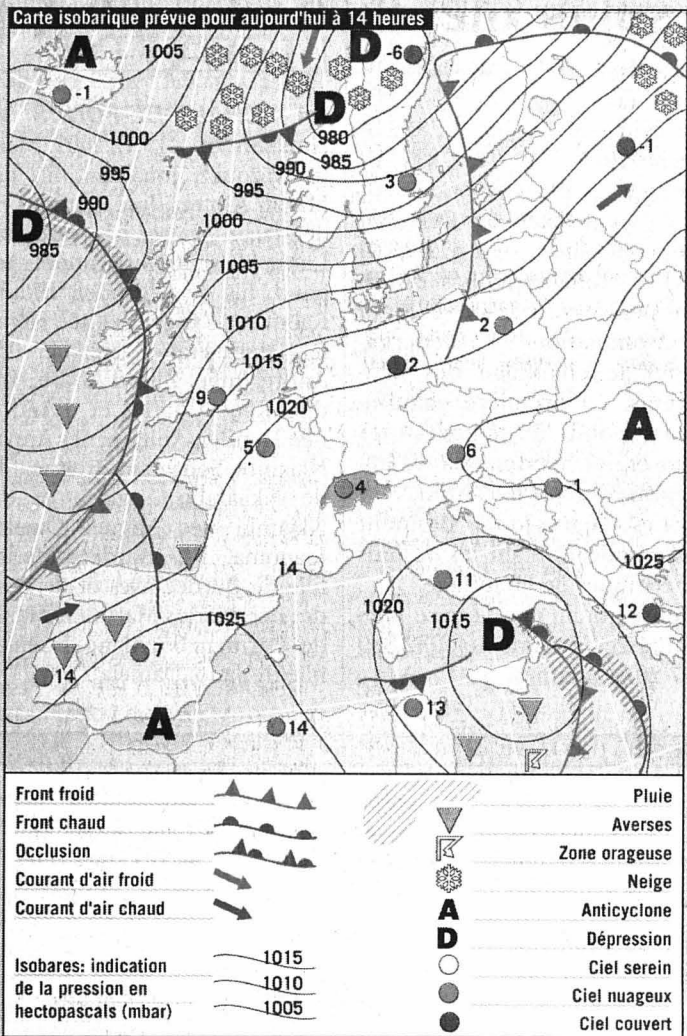 Carte isobarique prévue pour aujourd'hui à 14 heures
A
1005
D
-6
-1
D
1000
980
985
-1
995
990
990
995
3
D
985
1000
1005
1010
2
1015
2
9
1020
A
5
6
4
1
14
11
1025
1020
1015
12
1025
D
7
14
A
14
13
Front froid
Front chaud
Occlusion
Courant d'air froid
Courant d'air chaud
Isobares: indication
de la pression en
hectopascals (mbar)
1015
1010
1005
Pluie
Averses
Zone orageuse
Neige
A Anticyclone
D Dépression
Ciel serein
Ciel nuageux
Ciel couvert